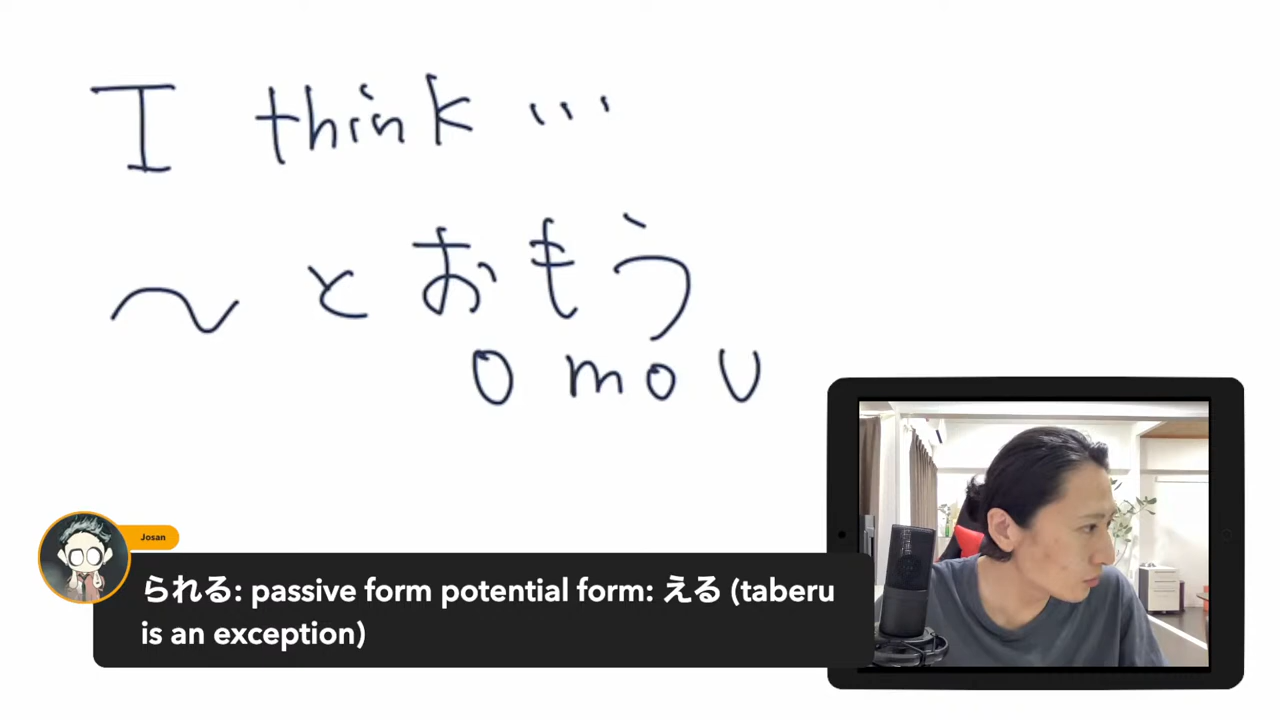 I think ...
〜とおもう
omou
Josan
られる: passive form potential form: える (taberu
is an exception)